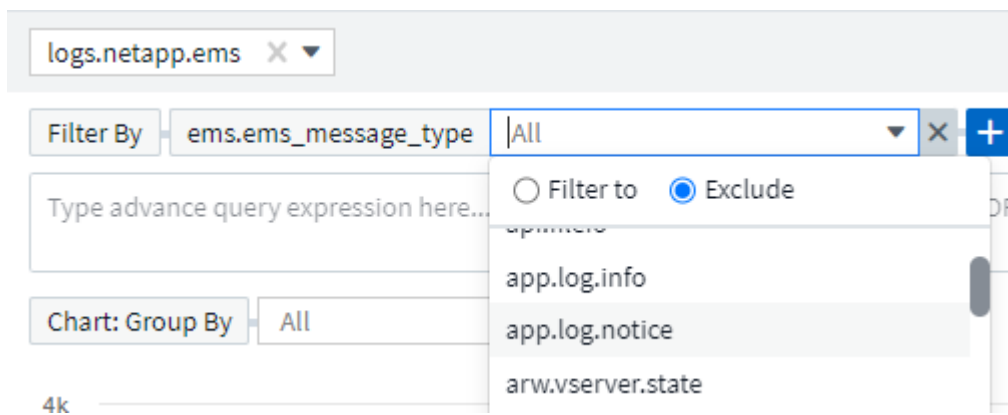 logs.netapp.ems
Filter By ems.ems_message_type All
Filter to Exclude
Type advance query expression here...
app.log.info
Chart: Group By All
app.log.notice
arw.vserver.state
4k